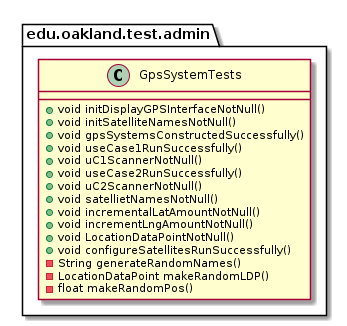 edu.oakland.test.admin
C GpsSystemTests
void initDisplayGPSInterfaceNotNull()
void initSatelliteNamesNotNull()
void gpsSystemsConstructedSuccessfully()
void useCase1RunSuccessfully()
void uC1ScannerNotNull()
void useCase2RunSuccessfully()
void uC2ScannerNotNull()
void satellietNamesNotNull()
void incrementalLatAmountNotNull()
void incrementLngAmountNotNull()
void LocationDataPointNotNull()
void configureSatellitesRunSuccessfully()
String generateRandomNames()
LocationDataPoint makeRandomLDP()
float makeRandomPos()